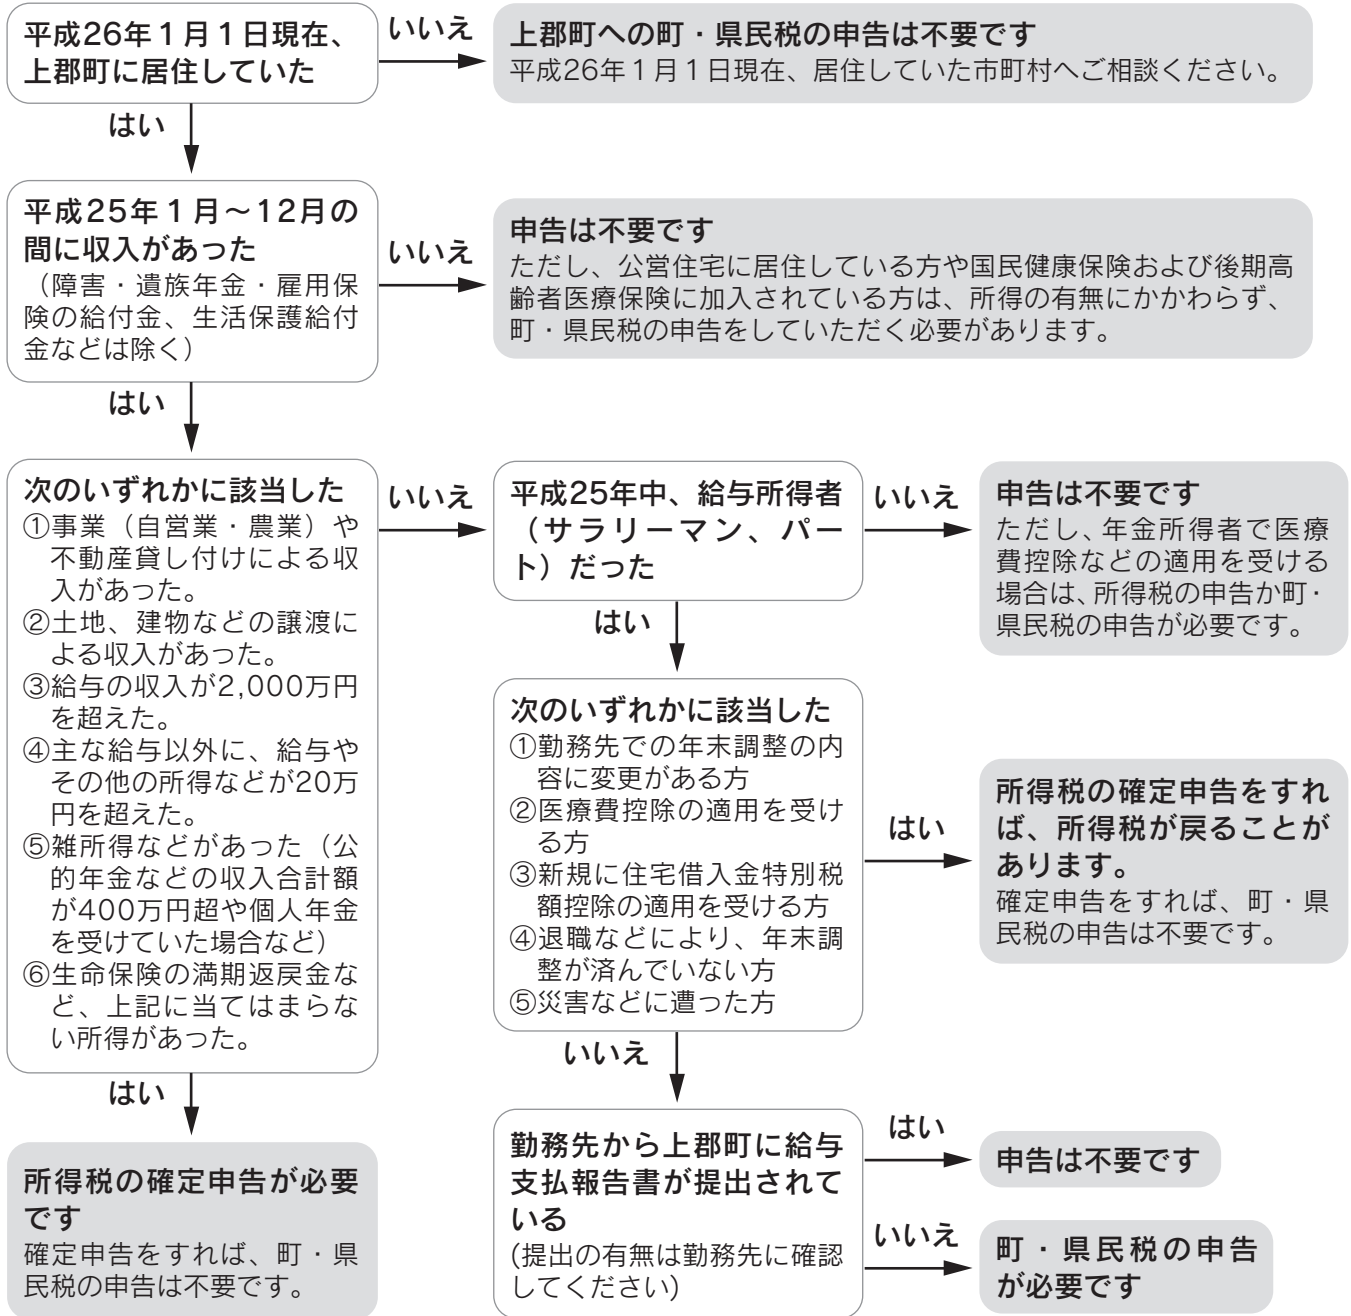 平成26年１月１日現在、
上郡町に居住していた
いいえ
上郡町への町・県民税の申告は不要です
平成26年１月１日現在、居住していた市町村へご相談ください。
はい
平成25年１月～12月の
間に収入があった
（障害・遺族年金・雇用保
険の給付金、生活保護給付
金などは除く）
いいえ
申告は不要です
ただし、公営住宅に居住している方や国民健康保険および後期高
齢者医療保険に加入されている方は、所得の有無にかかわらず、
町・県民税の申告をしていただく必要があります。
はい
次のいずれかに該当した
①事業（自営業・農業）や
不動産貸し付けによる収
入があった。
②土地、建物などの譲渡に
よる収入があった。
③給与の収入が2,000万円
を超えた。
④主な給与以外に、給与や
その他の所得などが20万
円を超えた。
⑤雑所得などがあった（公
的年金などの収入合計額
が400万円超や個人年金
を受けていた場合など）
⑥生命保険の満期返戻金な
ど、上記に当てはまらな
い所得があった。
いいえ
平成25年中、給与所得者
（サラリーマン、パー
ト）だった
いいえ
申告は不要です
ただし、年金所得者で医療
費控除などの適用を受ける
場合は、所得税の申告か町・
県民税の申告が必要です。
はい
次のいずれかに該当した
①勤務先での年末調整の内
容に変更がある方
②医療費控除の適用を受け
る方
③新規に住宅借入金特別税
額控除の適用を受ける方
④退職などにより、年末調
整が済んでいない方
⑤災害などに遭った方
はい
所得税の確定申告をすれ
ば、所得税が戻ることが
あります。
確定申告をすれば、町・県
民税の申告は不要です。
いいえ
はい
所得税の確定申告が必要
です
確定申告をすれば、町・県
民税の申告は不要です。
勤務先から上郡町に給与
支払報告書が提出されて
いる
(提出の有無は勤務先に確認
してください)
はい
申告は不要です
いいえ
町・県民税の申告
が必要です